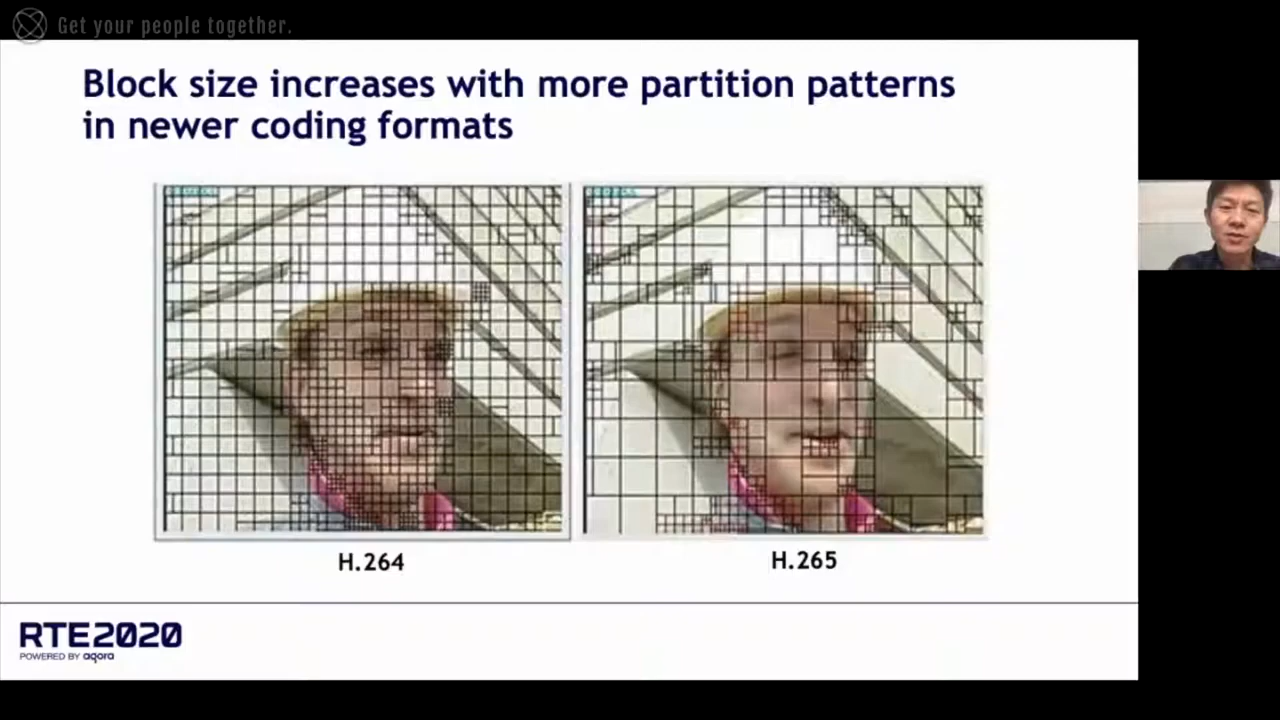 Get your people together.
Block size increases with more partition patterns
in newer coding formats
H.264
H.265
RTE2020
POWERED BY agora